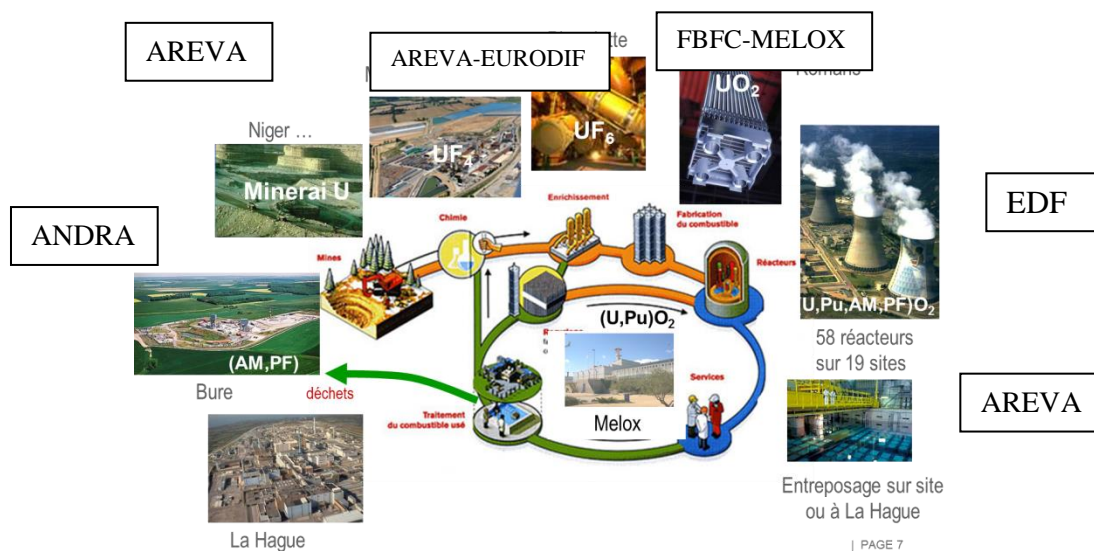 AREVA
AREVA-EURODIF
FBFC-MELOX
UO2
UF6
UF4
Niger ...
Minerai U
ANDRA
EDF
Enrichissement
Chimie
Fabrication
du combustible
Mines
Réacteurs
(U,Pu)O2
(U,Pu,AM,PF)O2
58 réacteurs
sur 19 sites
(AM,PF)
Bure
déchets
Services
Traitement
du combustible usé
Melox
AREVA
Entreposage sur site
ou à La Hague
La Hague
| PAGE 7